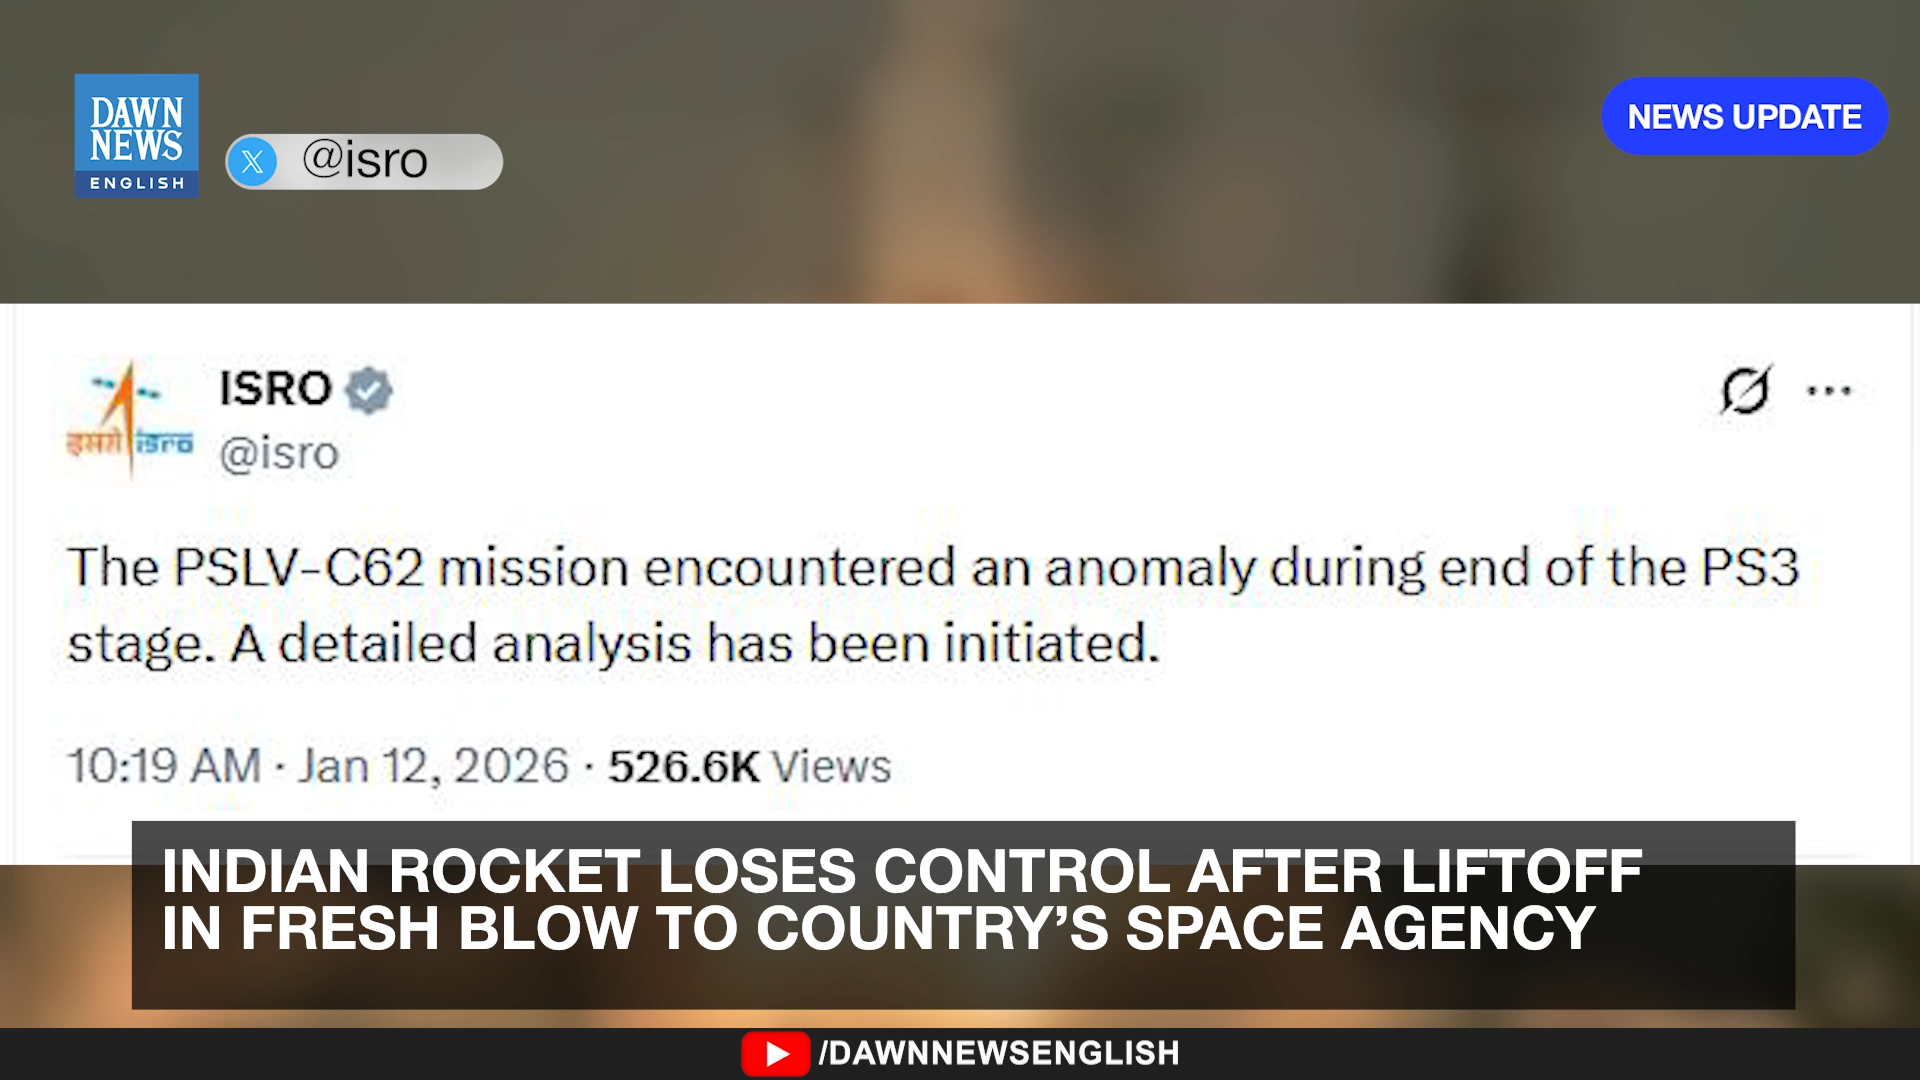 DAWN
NEWS
ENGLISH
@isro
NEWS UPDATE
ISRO
@isro
इसरो isro
The PSLV-C62 mission encountered an anomaly during end of the PS3
stage. A detailed analysis has been initiated.
10:19 AM · Jan 12, 2026 · 526.6K Views
INDIAN ROCKET LOSES CONTROL AFTER LIFTOFF
IN FRESH BLOW TO COUNTRY’S SPACE AGENCY
/DAWNNEWSENGLISH